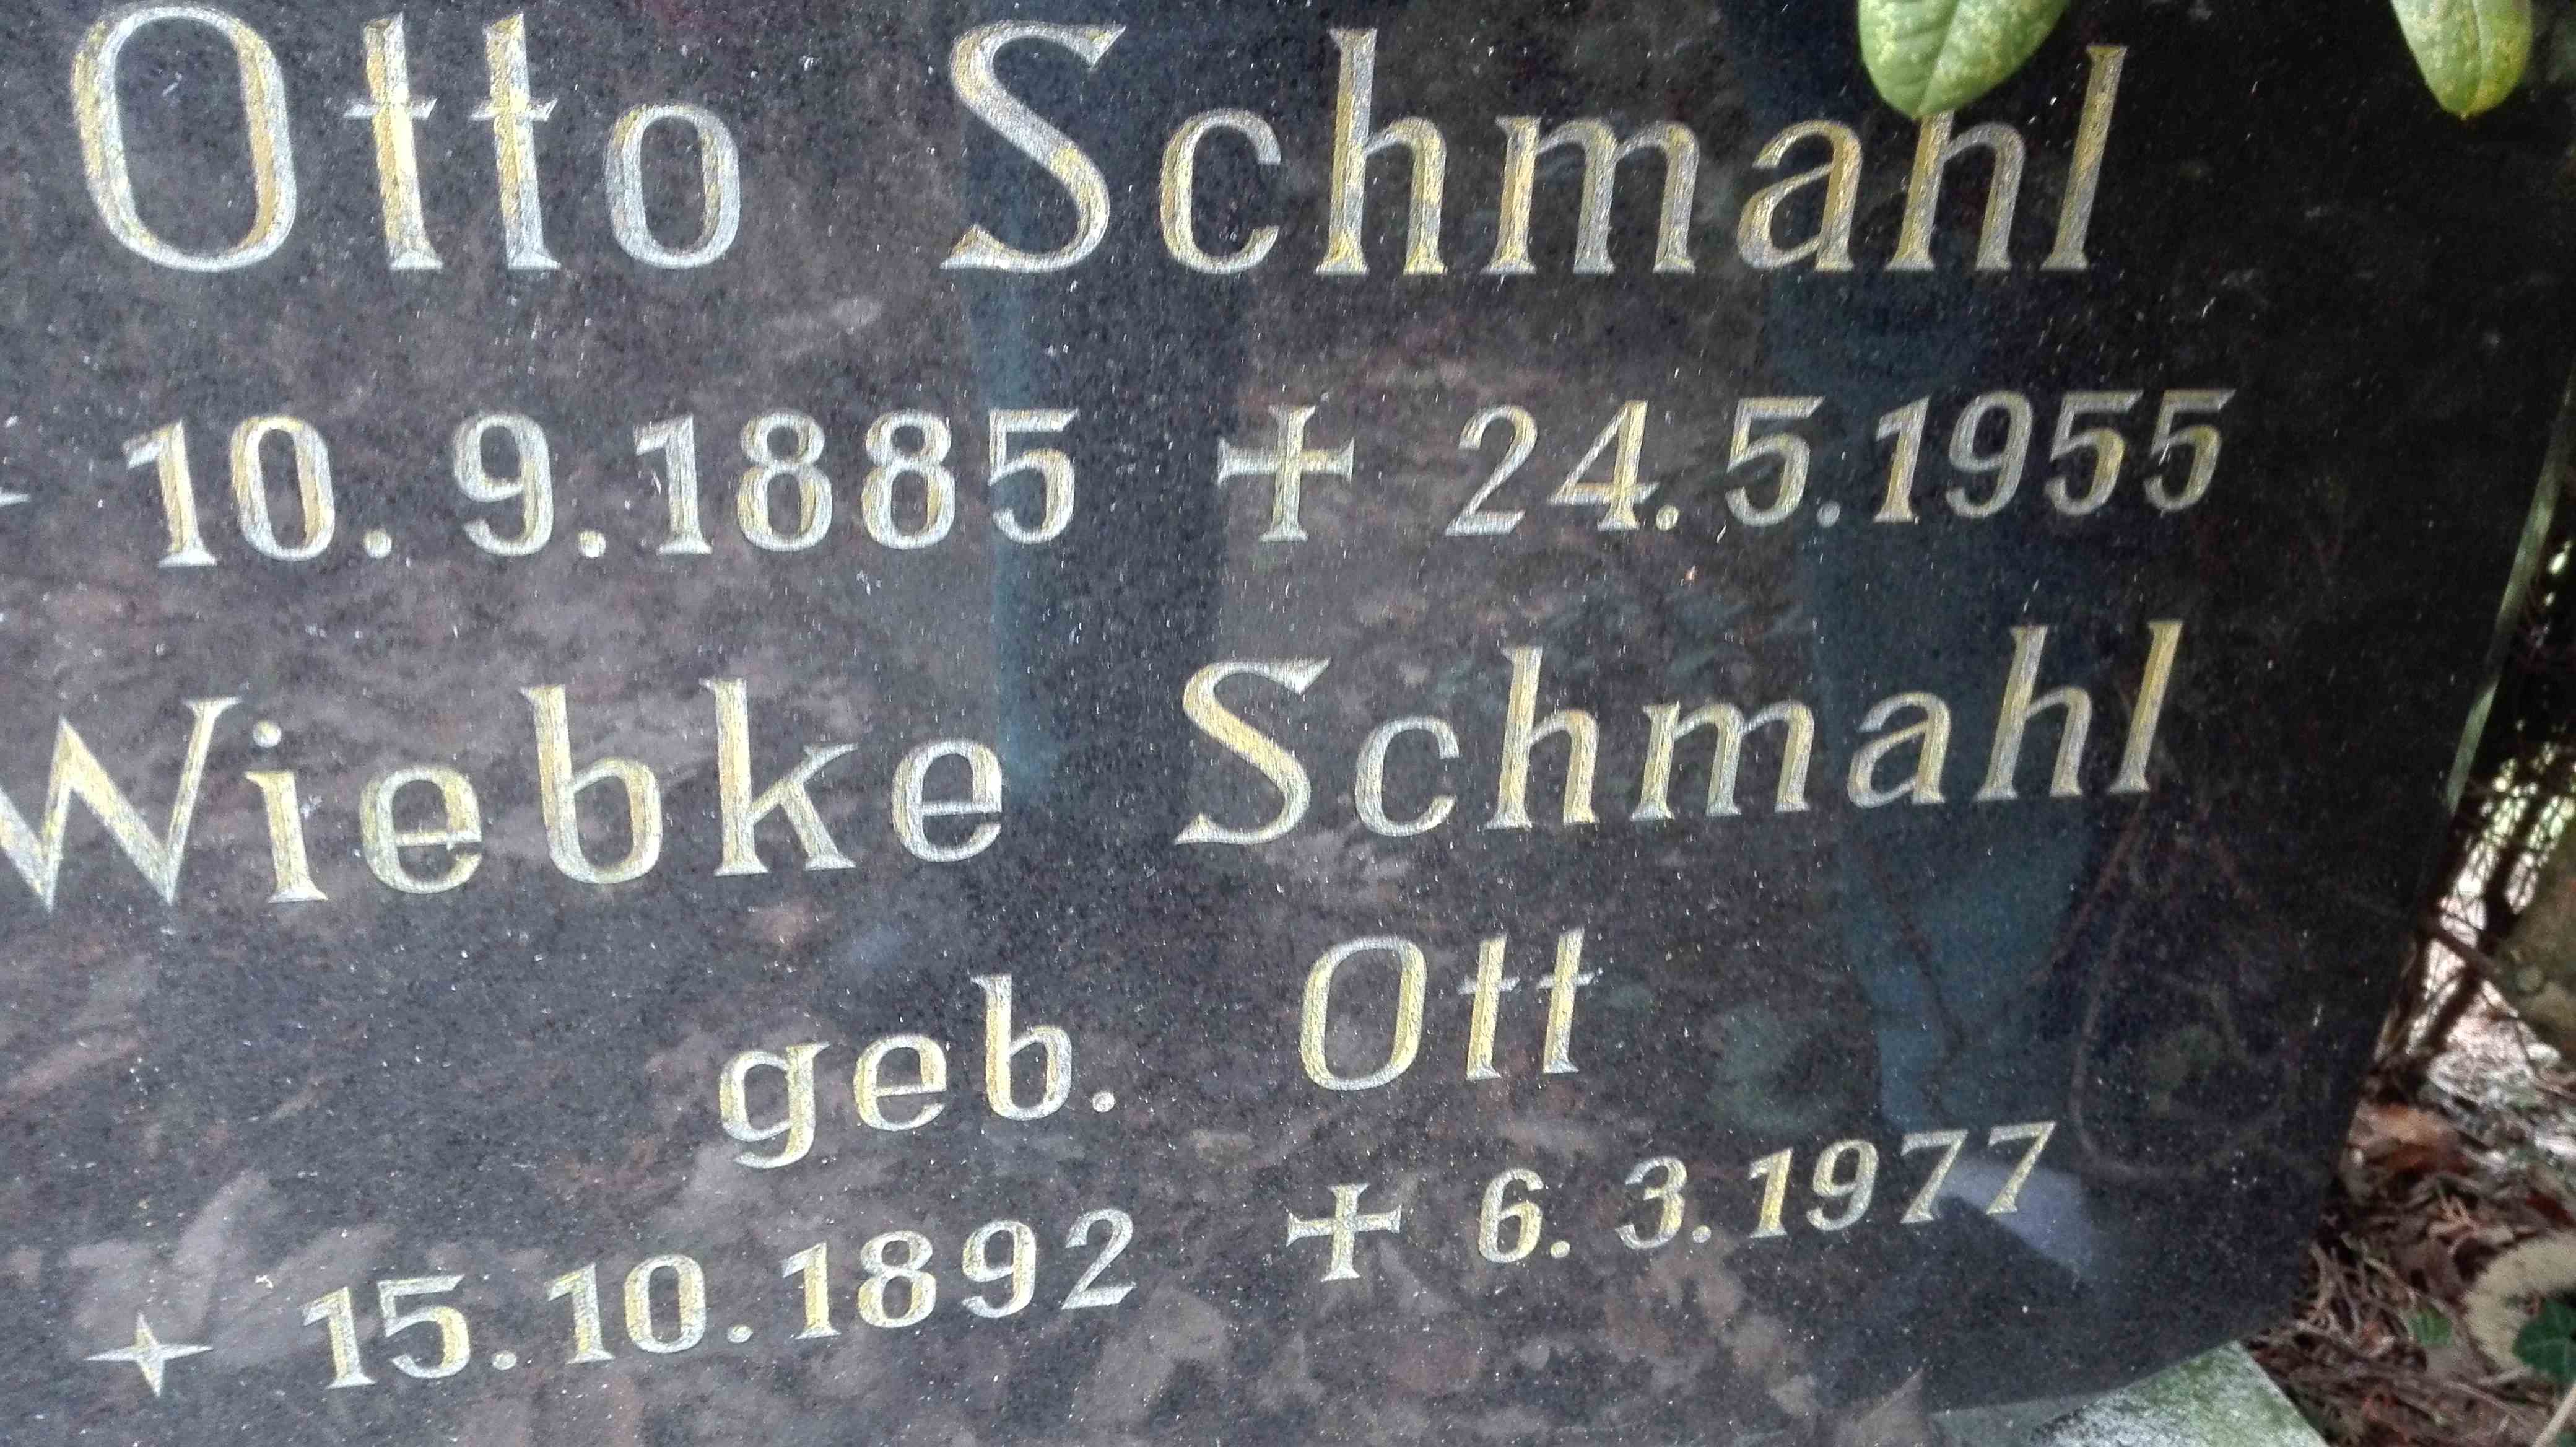 Otto Schmahl
10. 9. 1885 + 24. 5. 1955
Wiebke Schmahl
geb. Ott
15. 10. 1892 + 6. 3. 1977